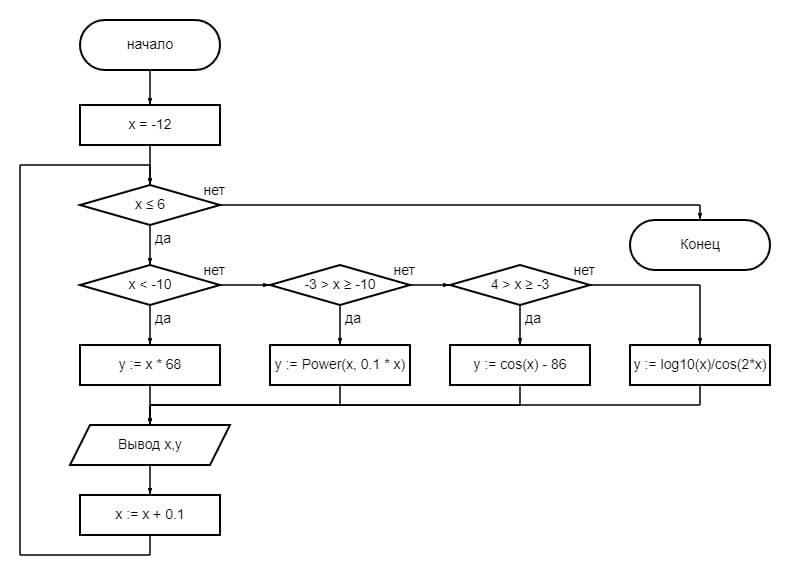 начало
x = -12
x ≤ 6
нет
да
Конец
x < -10
нет
-3 > x ≥ -10
нет
4 > x ≥ -3
нет
да
да
да
y := x * 68
y := Power(x, 0.1 * x)
y := cos(x) - 86
y := log10(x)/cos(2*x)
Вывод x,y
x := x + 0.1